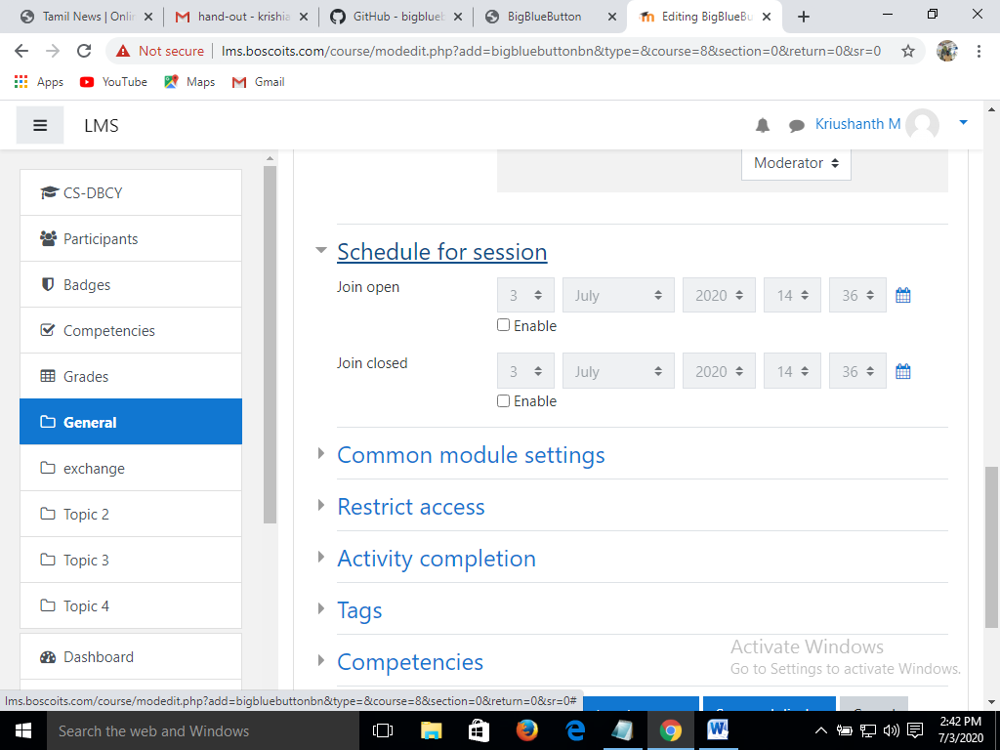 Tamil News | Onlin
hand-out - krishia
GitHub - bigblueb
BigBlueButton
Editing BigBlueBu
Not secure | lms.boscoits.com/course/modedit.php?add=bigbluebuttonbn&type=&course=8&section=0&return=0&sr=0
Apps YouTube Maps Gmail
LMS
Kriushanth M
CS-DBCY
Participants
Badges
Competencies
Grades
General
exchange
Topic 2
Topic 3
Topic 4
Dashboard
Moderator
Schedule for session
Join open
3 July 2020 14 36
Enable
Join closed
3 July 2020 14 36
Enable
Common module settings
Restrict access
Activity completion
Tags
Competencies
Activate Windows
Go to Settings to activate Windows.
lms.boscoits.com/course/modedit.php?add=bigbluebuttonbn&type=&course=8&section=0&return=0&sr=0#
Search the web and Windows
2:42 PM
7/3/2020